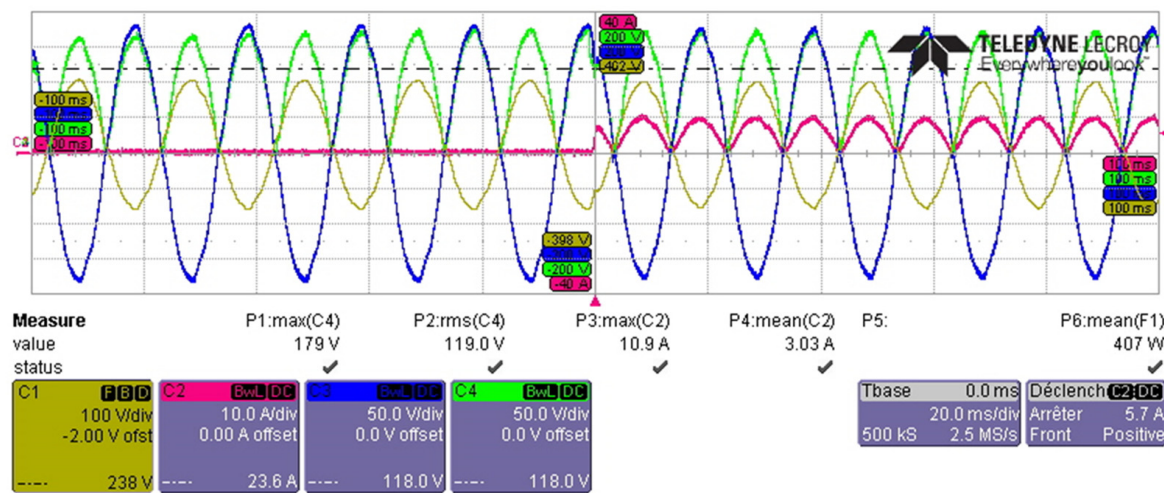 40 A
200 V
-402 V
TELEDYNE LECROY
Everywhereyoulook™
-100 ms
-100 ms
-100 ms
C3
-398 V
-200 V
-40 A
100 ms
100 ms
100 ms
Measure P1:max(C4) P2:rms(C4) P3:max(C2) P4:mean(C2) P5: P6:mean(F1)
value 179 V 119.0 V 10.9 A 3.03 A 407 W
status
C1 F B D
100 V/div
-2.00 V ofst
238 V
C2 BwL DC
10.0 A/div
0.00 A offset
23.6 A
C3 BwL DC
50.0 V/div
0.0 V offset
118.0 V
C4 BwL DC
50.0 V/div
0.0 V offset
118.0 V
Tbase 0.0 ms
20.0 ms/div
500 kS 2.5 MS/s
Déclench C2 DC
Arrêter 5.7 A
Front Positive